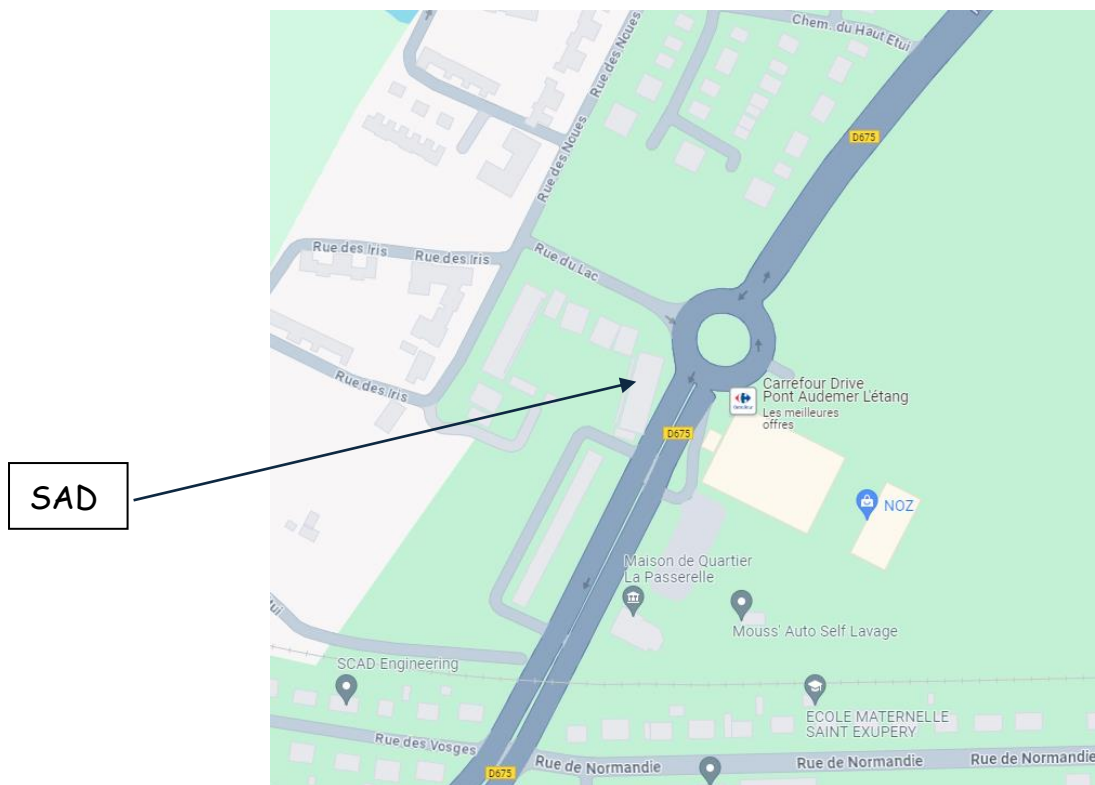 Chem. du Haut Étui
Rue des Noues
Rue des Noues
Rue des Noues
D675
Rue des Iris
Rue des Iris
Rue du Lac
Rue des Iris
Carrefour Drive
Pont Audemer L'étang
Les meilleures
offres
D675
SAD
NOZ
Maison de Quartier
La Passerelle
Mouss' Auto Self Lavage
SCAD Engineering
ECOLE MATERNELLE
SAINT EXUPERY
Rue des Vosges
Rue de Normandie
Rue de Normandie
Rue de Normandie
D675